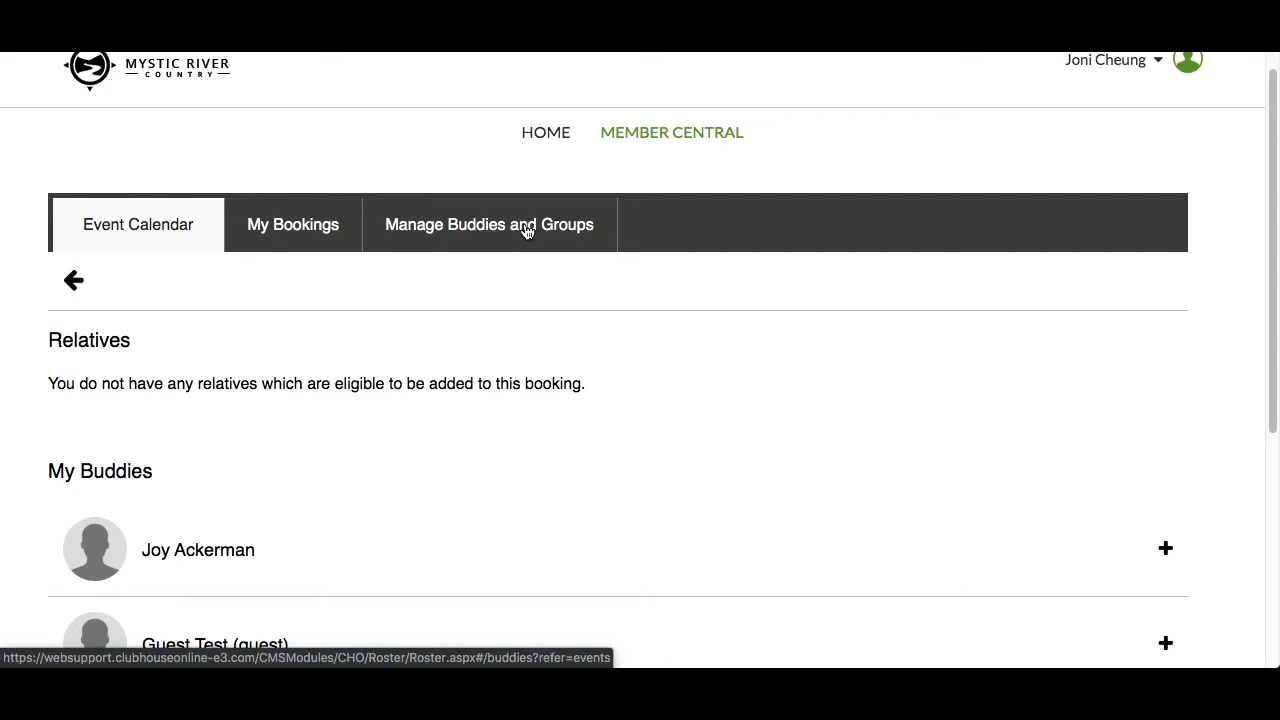 MYSTIC RIVER
COUNTRY
Joni Cheung
HOME MEMBER CENTRAL
Event Calendar My Bookings Manage Buddies and Groups
Relatives
You do not have any relatives which are eligible to be added to this booking.
My Buddies
Joy Ackerman
Guest Test (guest)
https://websupport.clubhouseonline-e3.com/CMSModules/CHO/Roster/Roster.aspx#/buddies?refer=events